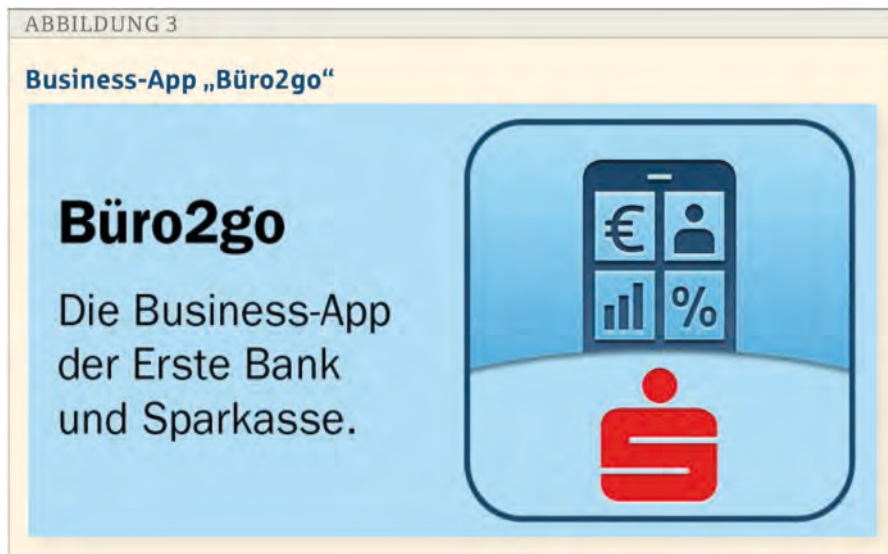 ABBILDUNG 3
Business-App „Büro2go“
Büro2go
Die Business-App
der Erste Bank
und Sparkasse.
€
%